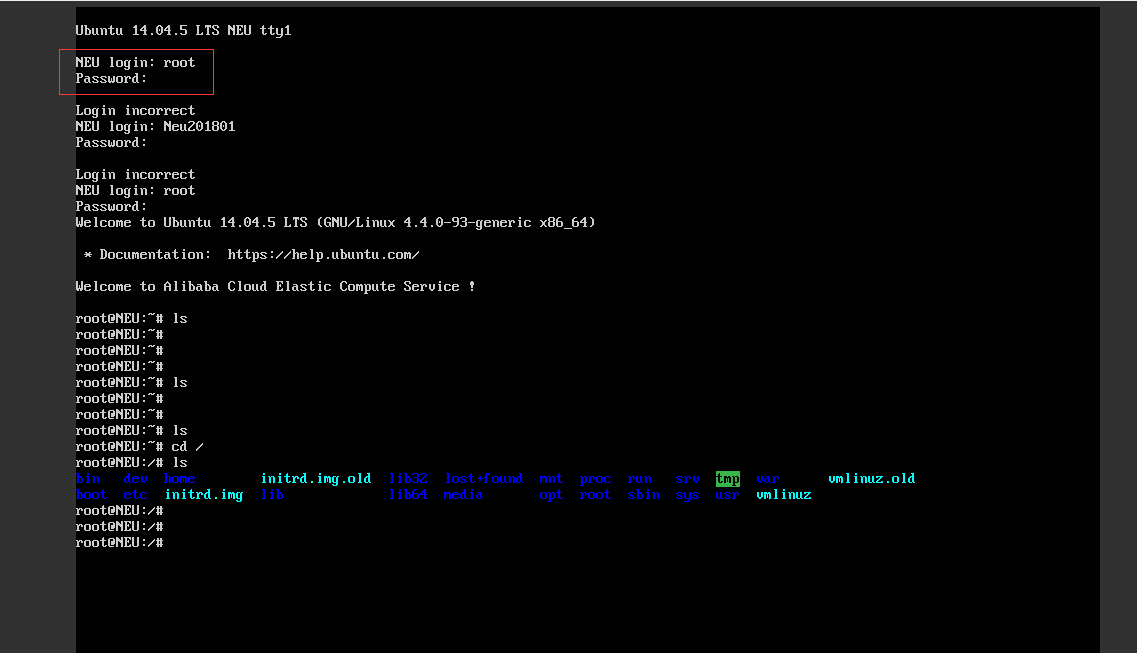 Ubuntu 14.04.5 LTS NEU tty1
NEU login: root
Password:
Login incorrect
NEU login: Neu201801
Password:
Login incorrect
NEU login: root
Password:
Welcome to Ubuntu 14.04.5 LTS (GNU/Linux 4.4.0-93-generic x86_64)
* Documentation:  https://help.ubuntu.com/
Welcome to Alibaba Cloud Elastic Compute Service !
root@NEU:~# ls
root@NEU:~#
root@NEU:~#
root@NEU:~#
root@NEU:~# ls
root@NEU:~#
root@NEU:~#
root@NEU:~# ls
root@NEU:~# cd /
root@NEU:/# ls
bin dev home initrd.img.old lib32 lost+found mnt proc run srv tmp var vmlinuz.old
boot etc initrd.img lib lib64 media opt root sbin sys usr vmlinuz
root@NEU:/#
root@NEU:/#
root@NEU:/#